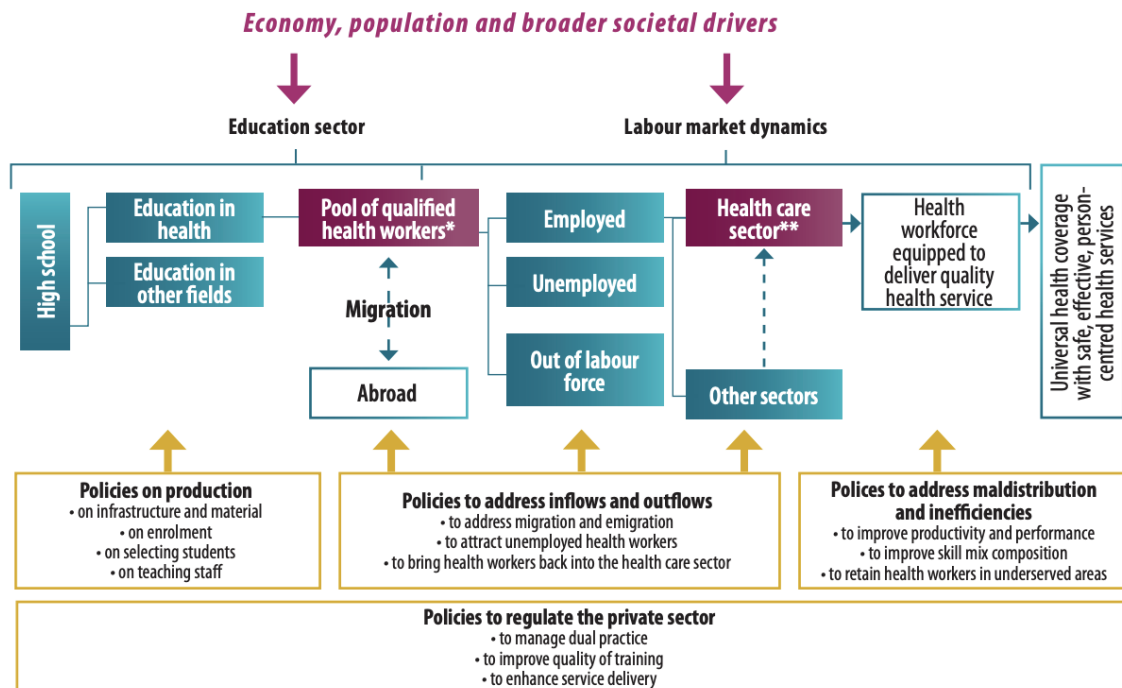 Economy, population and broader societal drivers
Education sector
Labour market dynamics
High school
Education in
health
Education in
other fields
Pool of qualified
health workers*
Migration
Abroad
Employed
Unemployed
Out of labour
force
Health care
sector**
Other sectors
Health
workforce
equipped to
deliver quality
health service
Universal health coverage
with safe, effective, person-
centred health services
Policies on production
• on infrastructure and material
• on enrolment
• on selecting students
• on teaching staff
Policies to address inflows and outflows
• to address migration and emigration
• to attract unemployed health workers
• to bring health workers back into the health care sector
Polices to address maldistribution
and inefficiencies
• to improve productivity and performance
• to improve skill mix composition
• to retain health workers in underserved areas
Policies to regulate the private sector
• to manage dual practice
• to improve quality of training
• to enhance service delivery